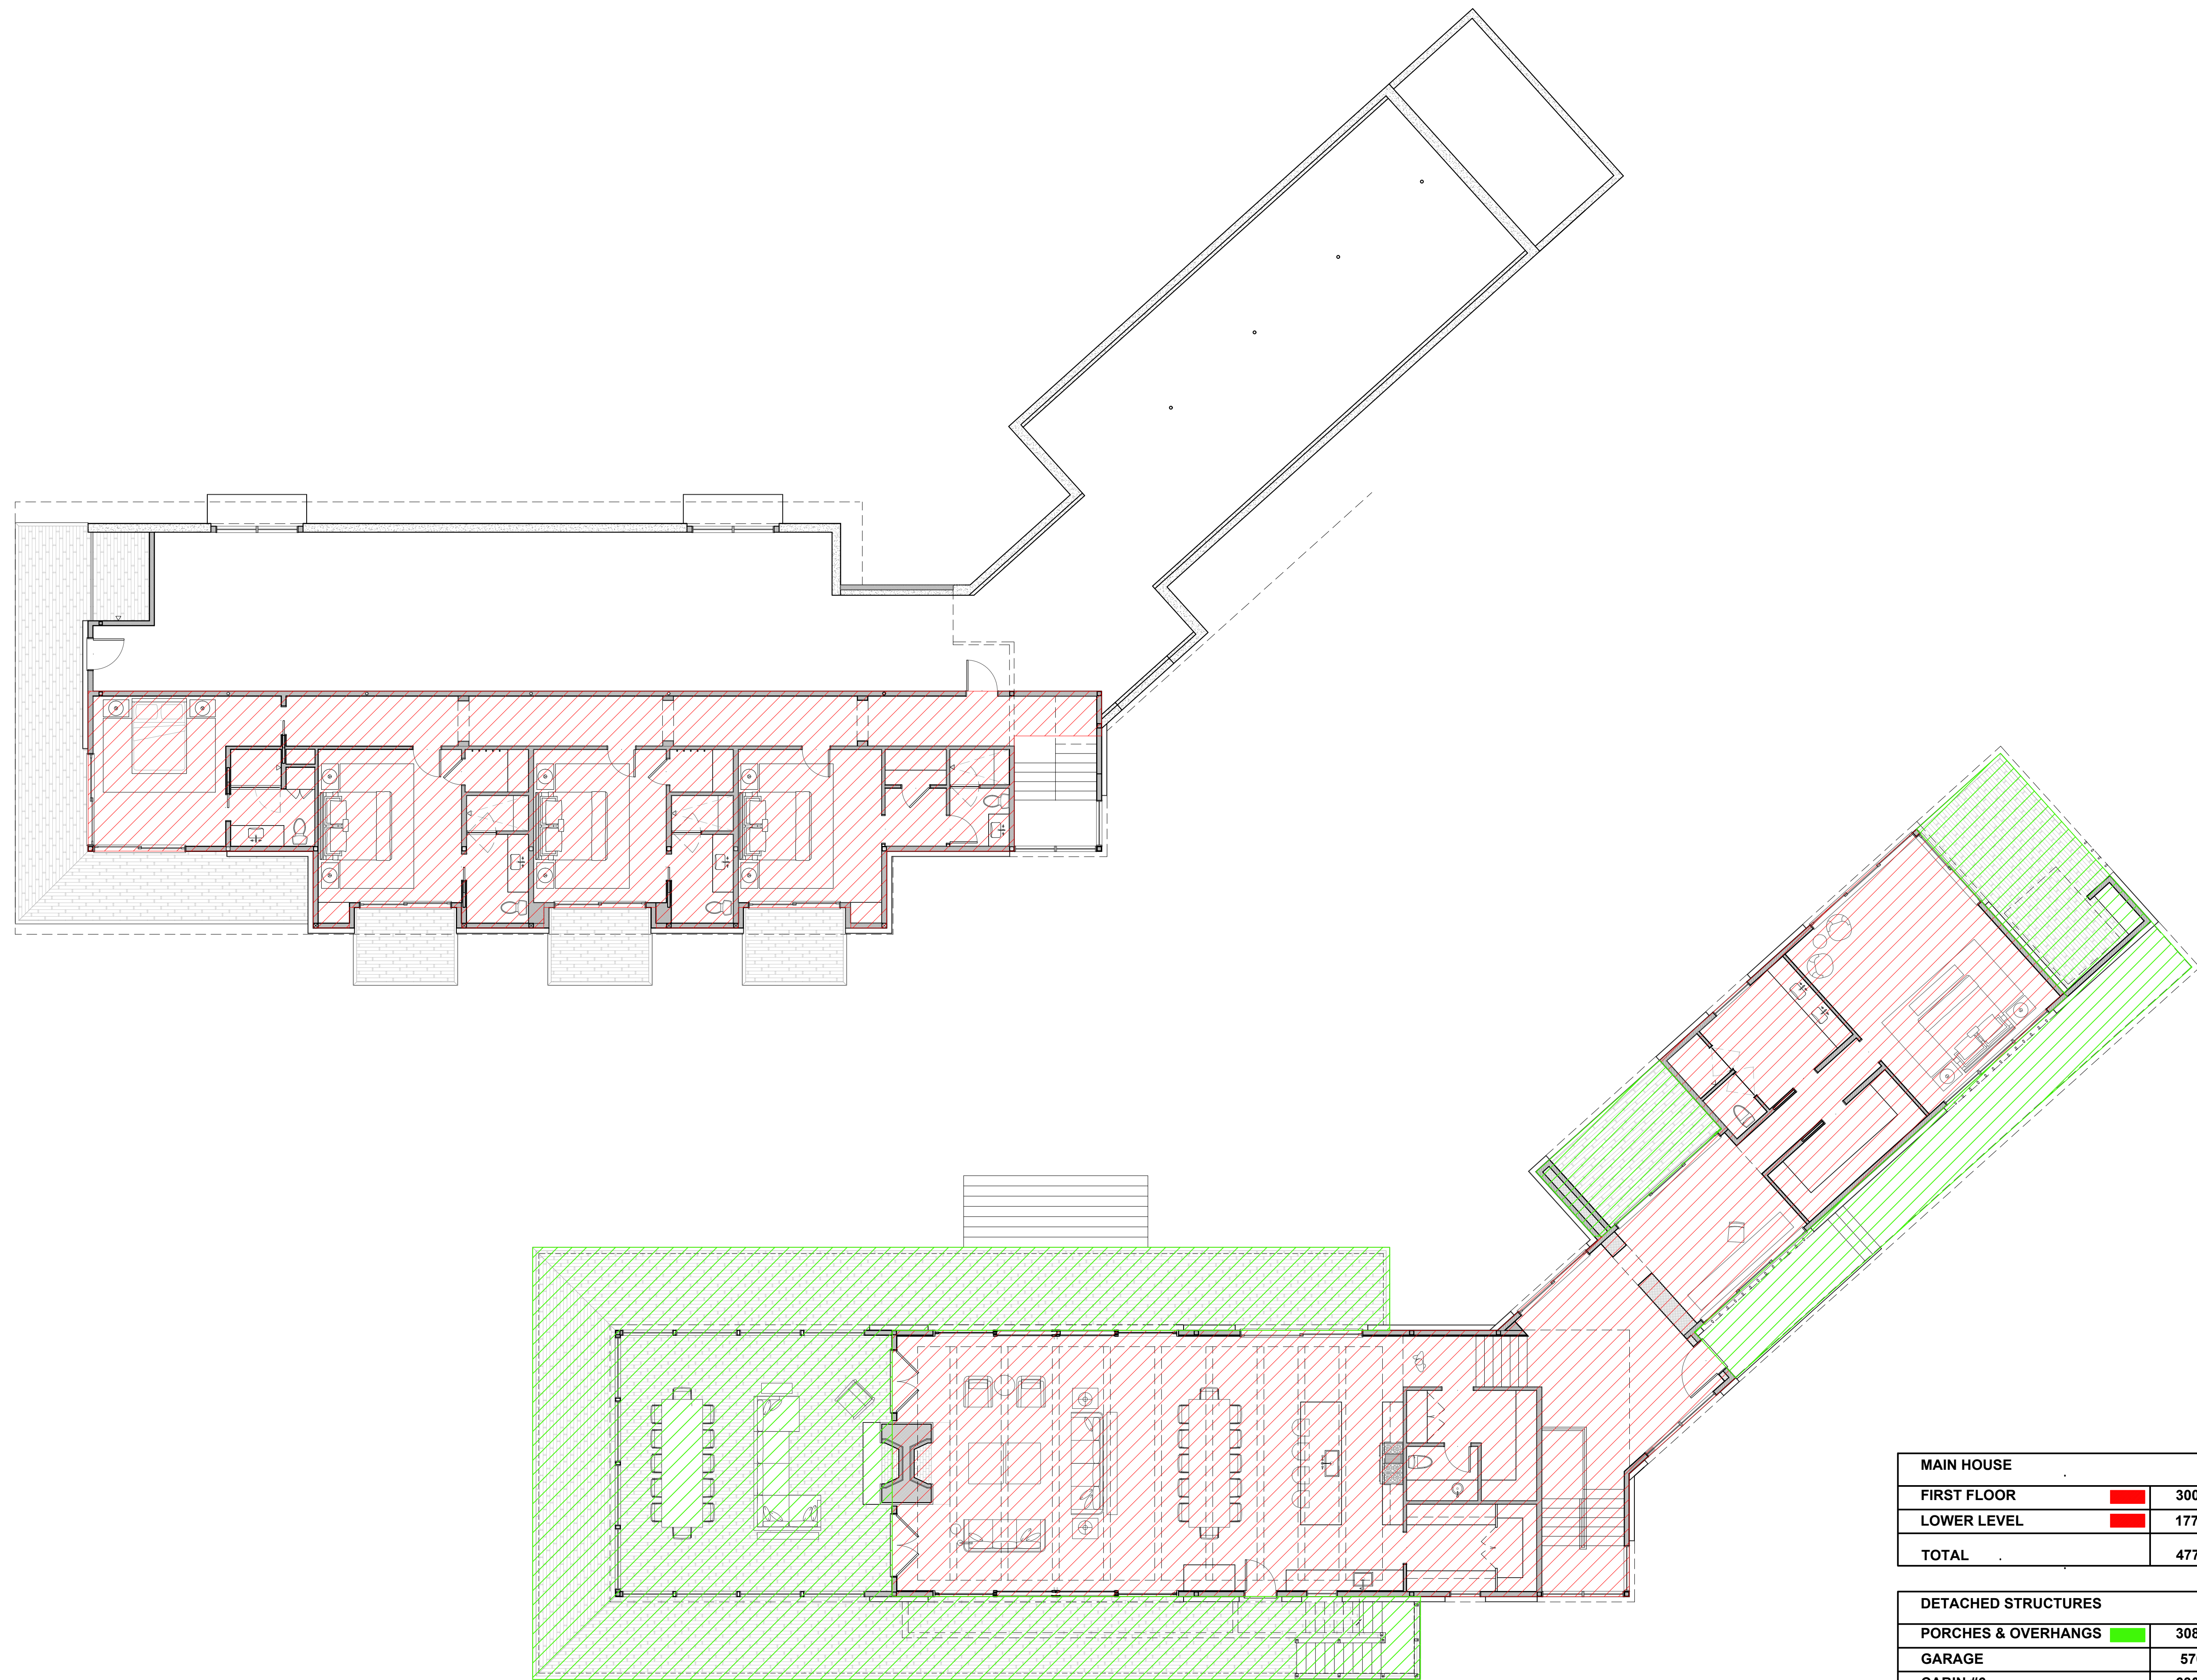 MAIN HOUSE
FIRST FLOOR 300
LOWER LEVEL 177
TOTAL 477
DETACHED STRUCTURES
PORCHES & OVERHANGS 308
GARAGE 57